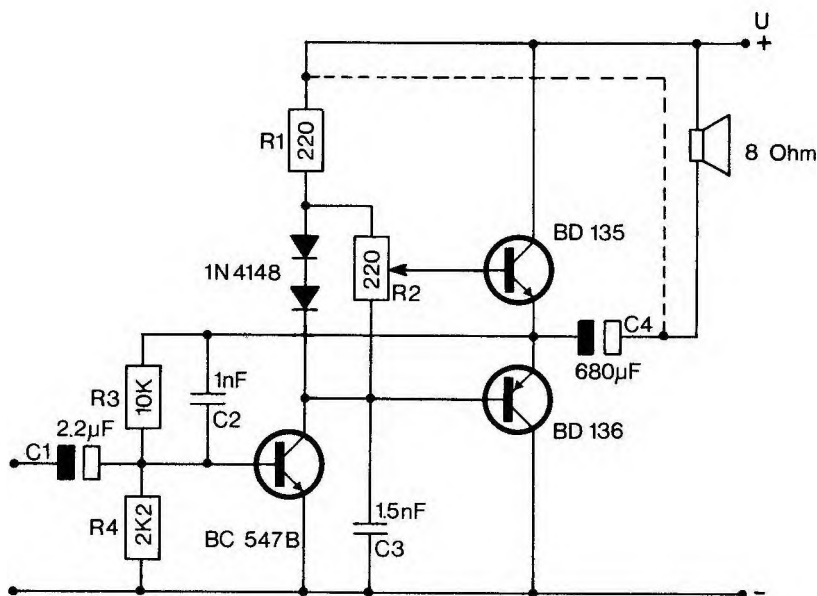 U
+
R1
220
8 Ohm
BD 135
1N 4148
220
R2
C4
680µF
1nF
R3
10K
C2
BD 136
2.2µF
C1
1.5nF
R4
2K2
BC 547B
C3
-